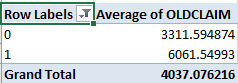 Row Labels Average of OLDCLAIM
0 3311.594874
1 6061.54993
Grand Total 4037.076216